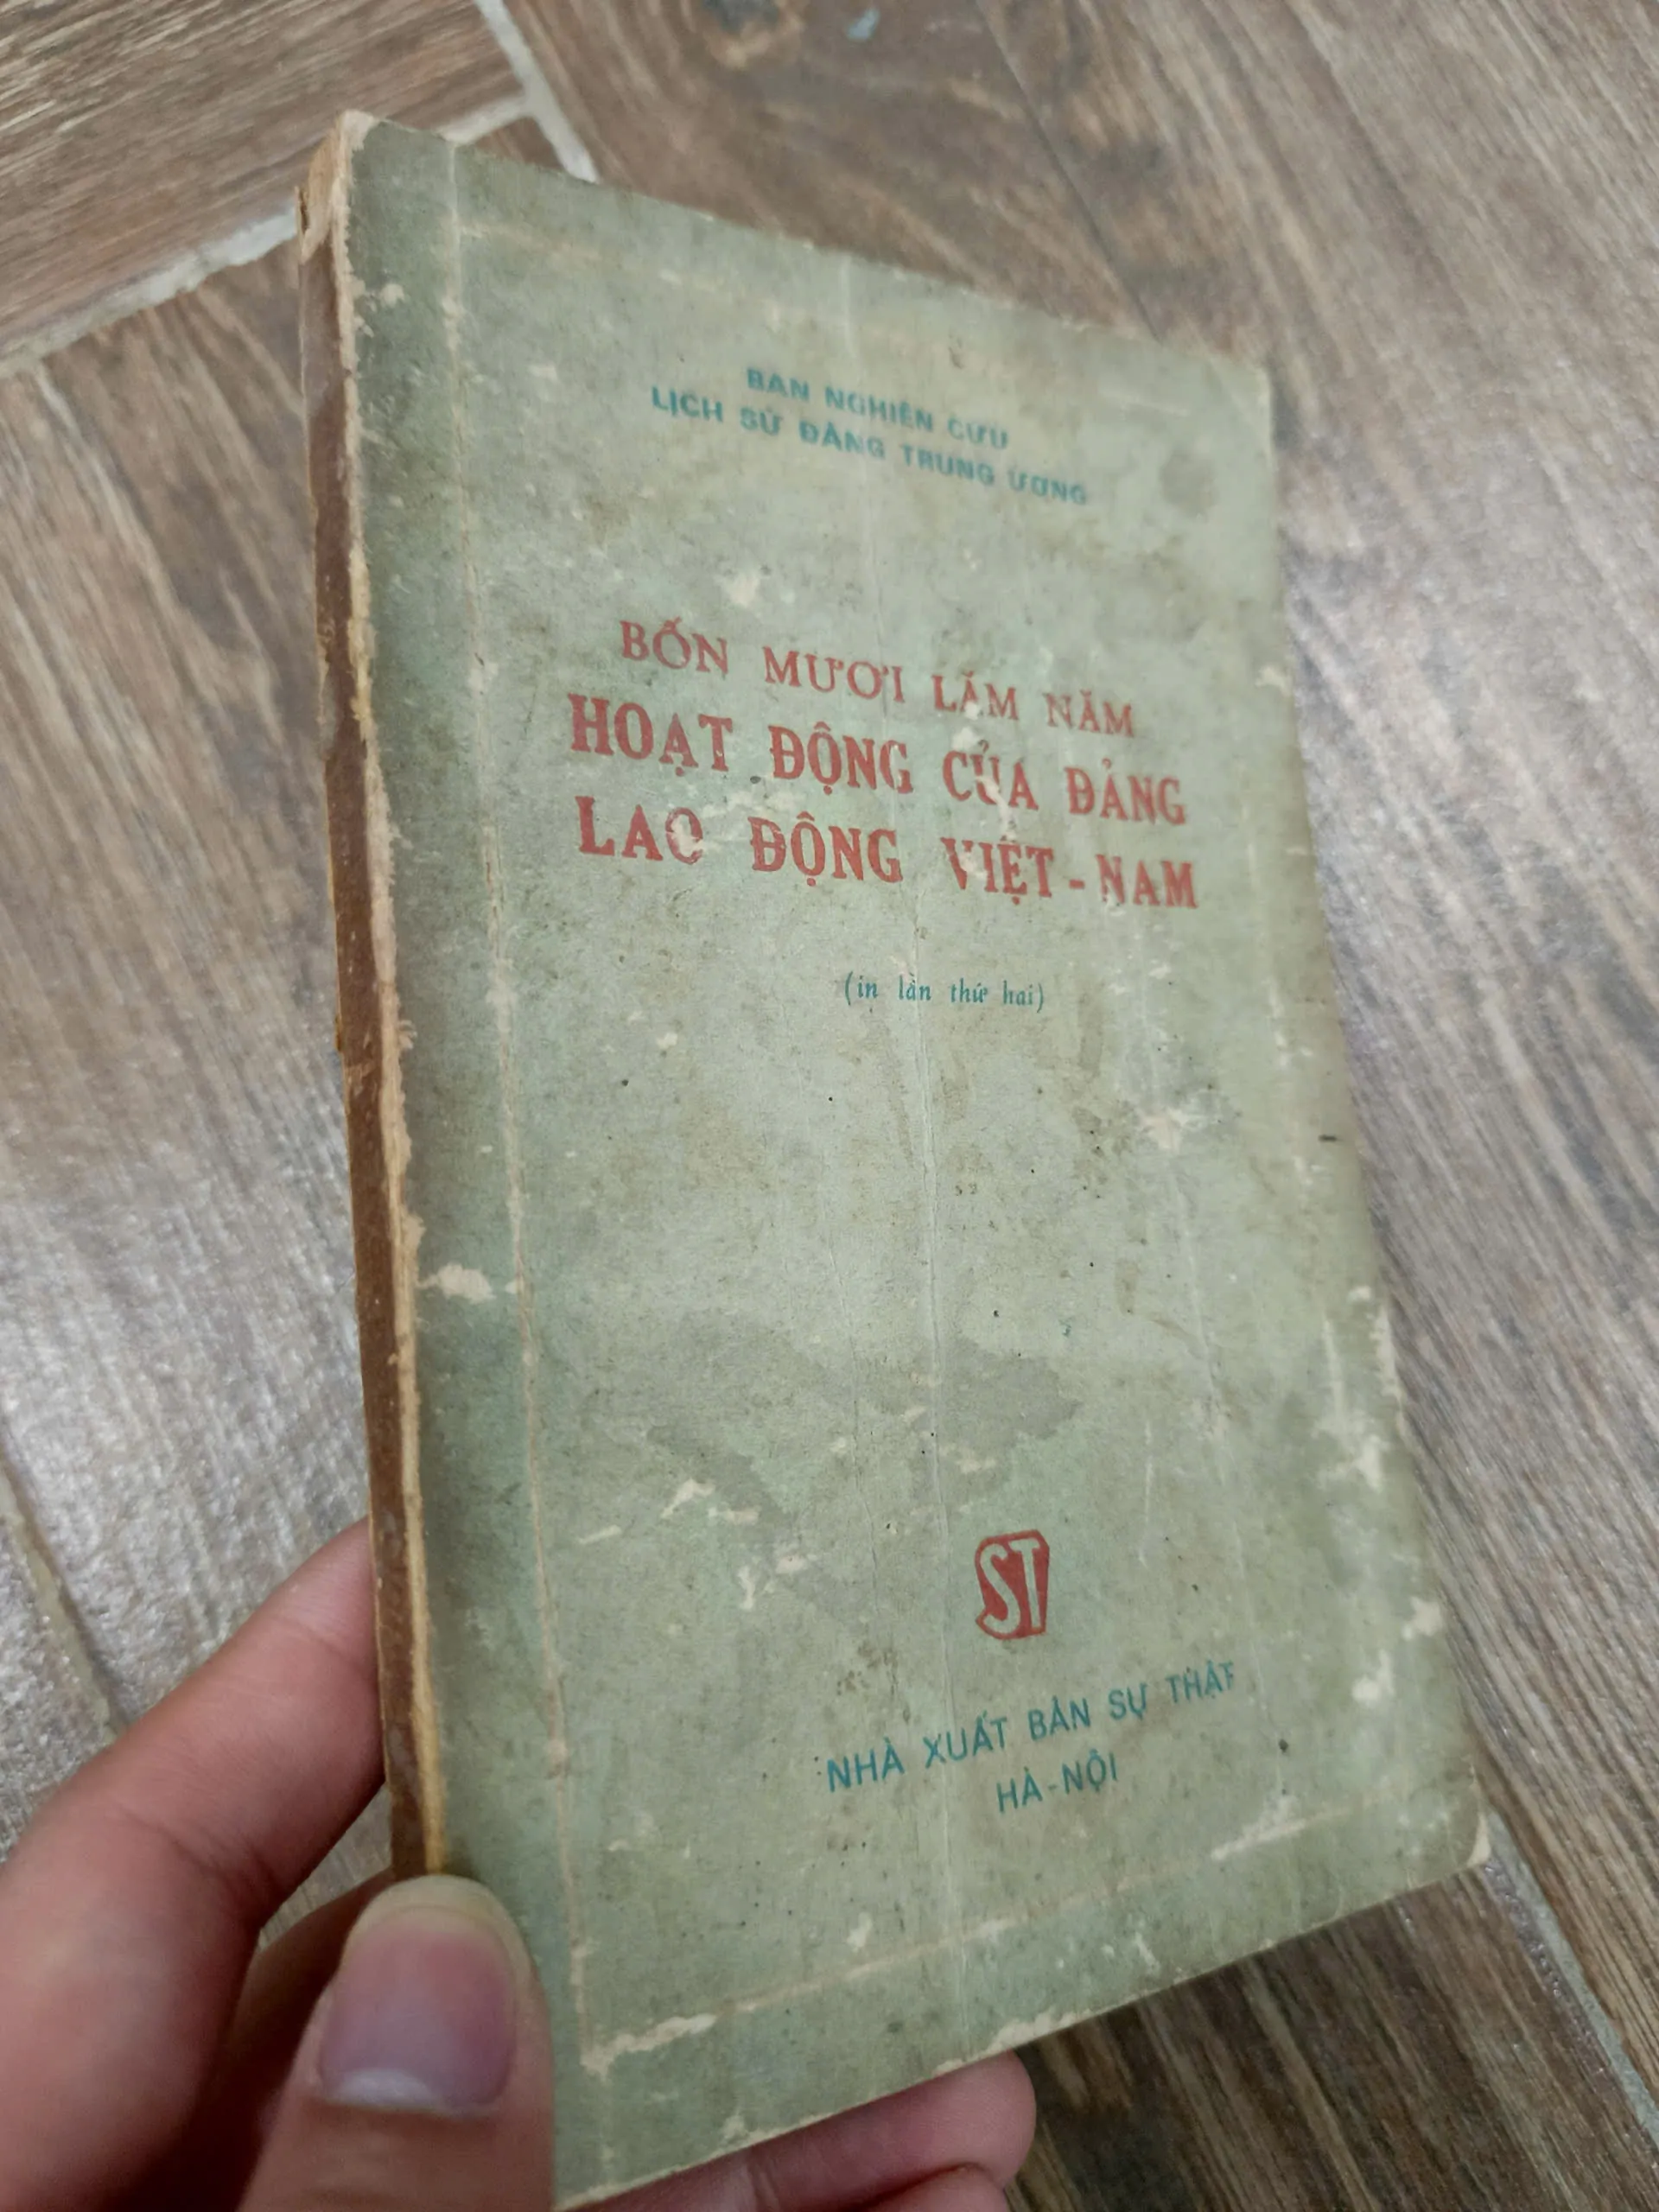 BAN NGHIÊN CỨU
LỊCH SỬ ĐẢNG TRUNG ƯƠNG
BỐN MƯƠI LĂM NĂM
HOẠT ĐỘNG CỦA ĐẢNG
LAO ĐỘNG VIỆT-NAM
(in lần thứ hai)
ST
NHÀ XUẤT BẢN SỰ THẬT
HÀ-NỘI